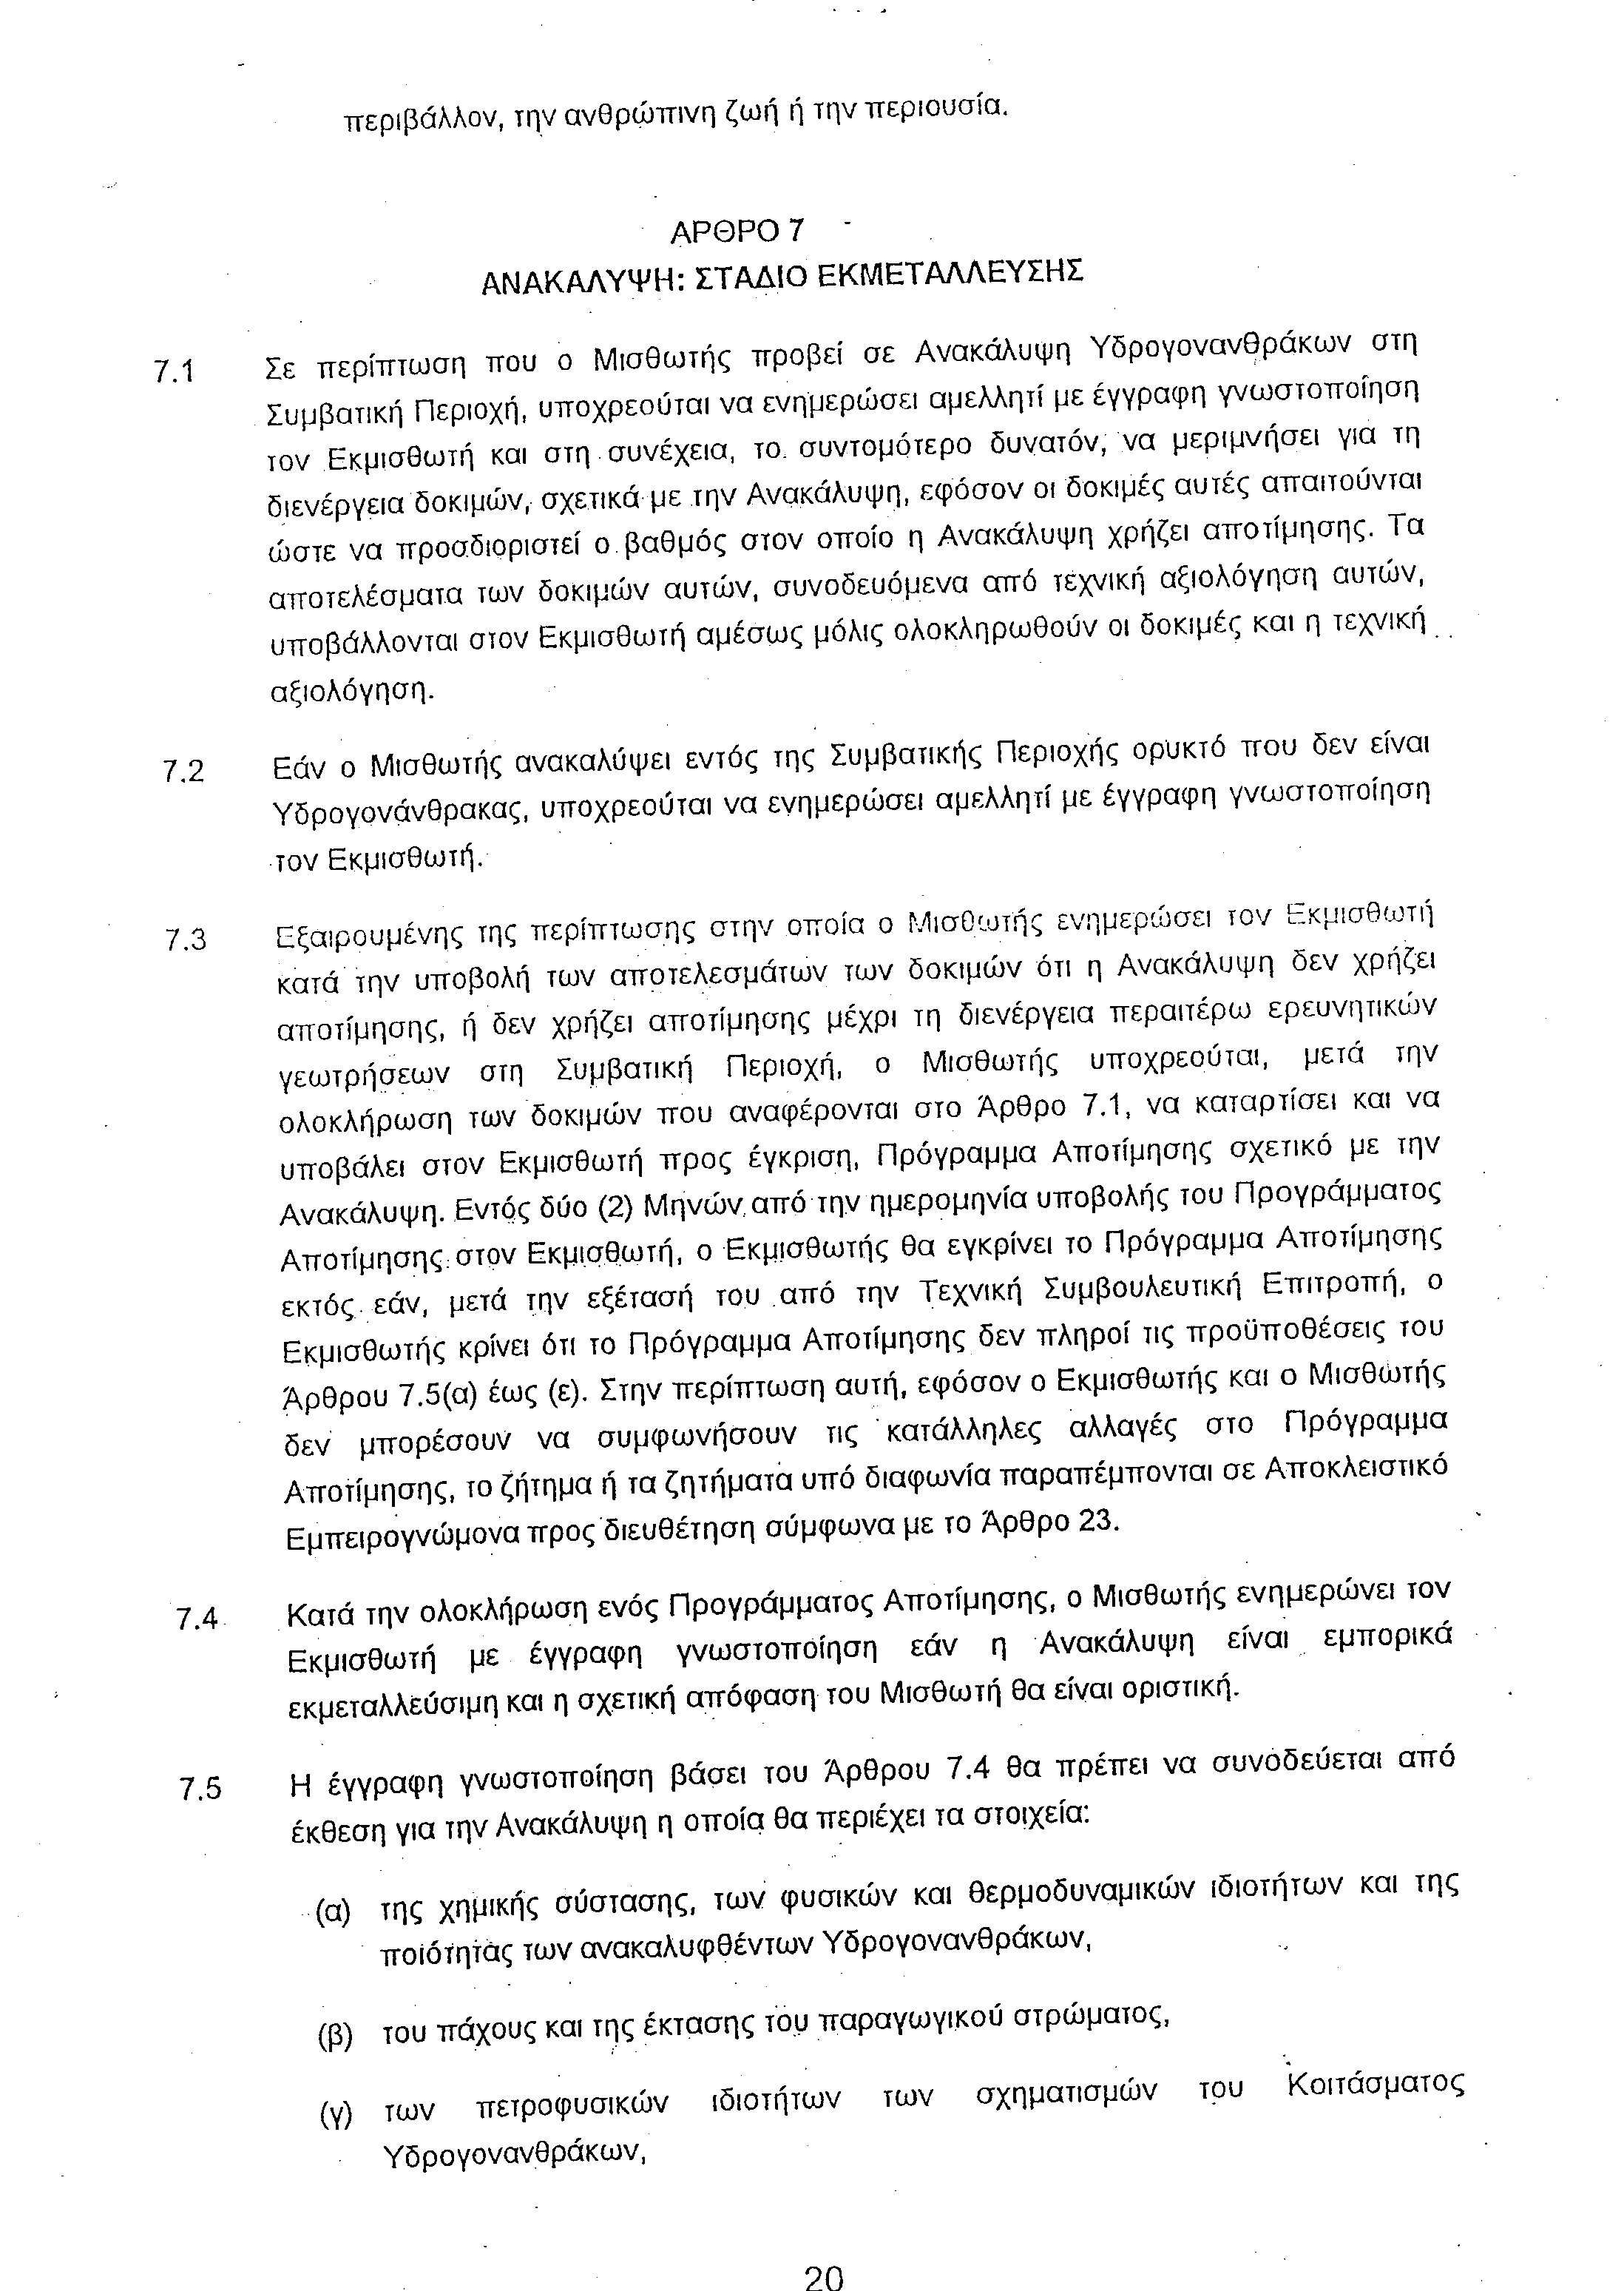 περιβάλλον, την ανθρώπινη ζωή ή την περιουσία.
ΑΡΘΡΟ 7
ΑΝΑΚΑΛΥΨΗ: ΣΤΑΔΙΟ ΕΚΜΕΤΑΛΛΕΥΣΗΣ
7.1 Σε περίπτωση που ο Μισθωτής προβεί σε Ανακάλυψη Υδρογονανθράκων στη
Συμβατική Περιοχή, υποχρεούται να ενημερώσει αμελλητί με έγγραφη γνωστοποίηση
τον Εκμισθωτή και στη συνέχεια, το συντομότερο δυνατόν, να μεριμνήσει για τη
διενέργεια δοκιμών, σχετικά με την Ανακάλυψη, εφόσον οι δοκιμές αυτές απαιτούνται
ώστε να προσδιοριστεί ο βαθμός στον οποίο η Ανακάλυψη χρήζει αποτίμησης. Τα
αποτελέσματα των δοκιμών αυτών, συνοδευόμενα από τεχνική αξιολόγηση αυτών,
υποβάλλονται στον Εκμισθωτή αμέσως μόλις ολοκληρωθούν οι δοκιμές και η τεχνική
αξιολόγηση.
7.2 Εάν ο Μισθωτής ανακαλύψει εντός της Συμβατικής Περιοχής ορυκτό που δεν είναι
Υδρογονάνθρακας, υποχρεούται να ενημερώσει αμελλητί με έγγραφη γνωστοποίηση
τον Εκμισθωτή.
7.3 Εξαιρουμένης της περίπτωσης στην οποία ο Μισθωτής ενημερώσει τον Εκμισθωτή
κατά την υποβολή των αποτελεσμάτων των δοκιμών ότι η Ανακάλυψη δεν χρήζει
αποτίμησης, ή δεν χρήζει αποτίμησης μέχρι τη διενέργεια περαιτέρω ερευνητικών
γεωτρήσεων στη Συμβατική Περιοχή, ο Μισθωτής υποχρεούται, μετά την
ολοκλήρωση των δοκιμών που αναφέρονται στο Άρθρο 7.1, να καταρτίσει και να
υποβάλει στον Εκμισθωτή προς έγκριση, Πρόγραμμα Αποτίμησης σχετικό με την
Ανακάλυψη. Εντός δύο (2) Μηνών από την ημερομηνία υποβολής του Προγράμματος
Αποτίμησης στον Εκμισθωτή, ο Εκμισθωτής θα εγκρίνει το Πρόγραμμα Αποτίμησης
εκτός εάν, μετά την εξέτασή του από την Τεχνική Συμβουλευτική Επιτροπή, ο
Εκμισθωτής κρίνει ότι το Πρόγραμμα Αποτίμησης δεν πληροί τις προϋποθέσεις του
Άρθρου 7.5(α) έως (ε). Στην περίπτωση αυτή, εφόσον ο Εκμισθωτής και ο Μισθωτής
δεν μπορέσουν να συμφωνήσουν τις κατάλληλες αλλαγές στο Πρόγραμμα
Αποτίμησης, το ζήτημα ή τα ζητήματα υπό διαφωνία παραπέμπονται σε Αποκλειστικό
Εμπειρογνώμονα προς διευθέτηση σύμφωνα με το Άρθρο 23.
7.4 Κατά την ολοκλήρωση ενός Προγράμματος Αποτίμησης, ο Μισθωτής ενημερώνει τον
Εκμισθωτή με έγγραφη γνωστοποίηση εάν η Ανακάλυψη είναι εμπορικά
εκμεταλλεύσιμη και η σχετική απόφαση του Μισθωτή θα είναι οριστική.
7.5 Η έγγραφη γνωστοποίηση βάσει του Άρθρου 7.4 θα πρέπει να συνοδεύεται από
έκθεση για την Ανακάλυψη η οποία θα περιέχει τα στοιχεία:
(α) της χημικής σύστασης, των φυσικών και θερμοδυναμικών ιδιοτήτων και της
ποιότητας των ανακαλυφθέντων Υδρογονανθράκων,
(β) του πάχους και της έκτασης του παραγωγικού στρώματος,
(γ) των πετροφυσικών ιδιοτήτων των σχηματισμών του Κοιτάσματος
Υδρογονανθράκων,
20